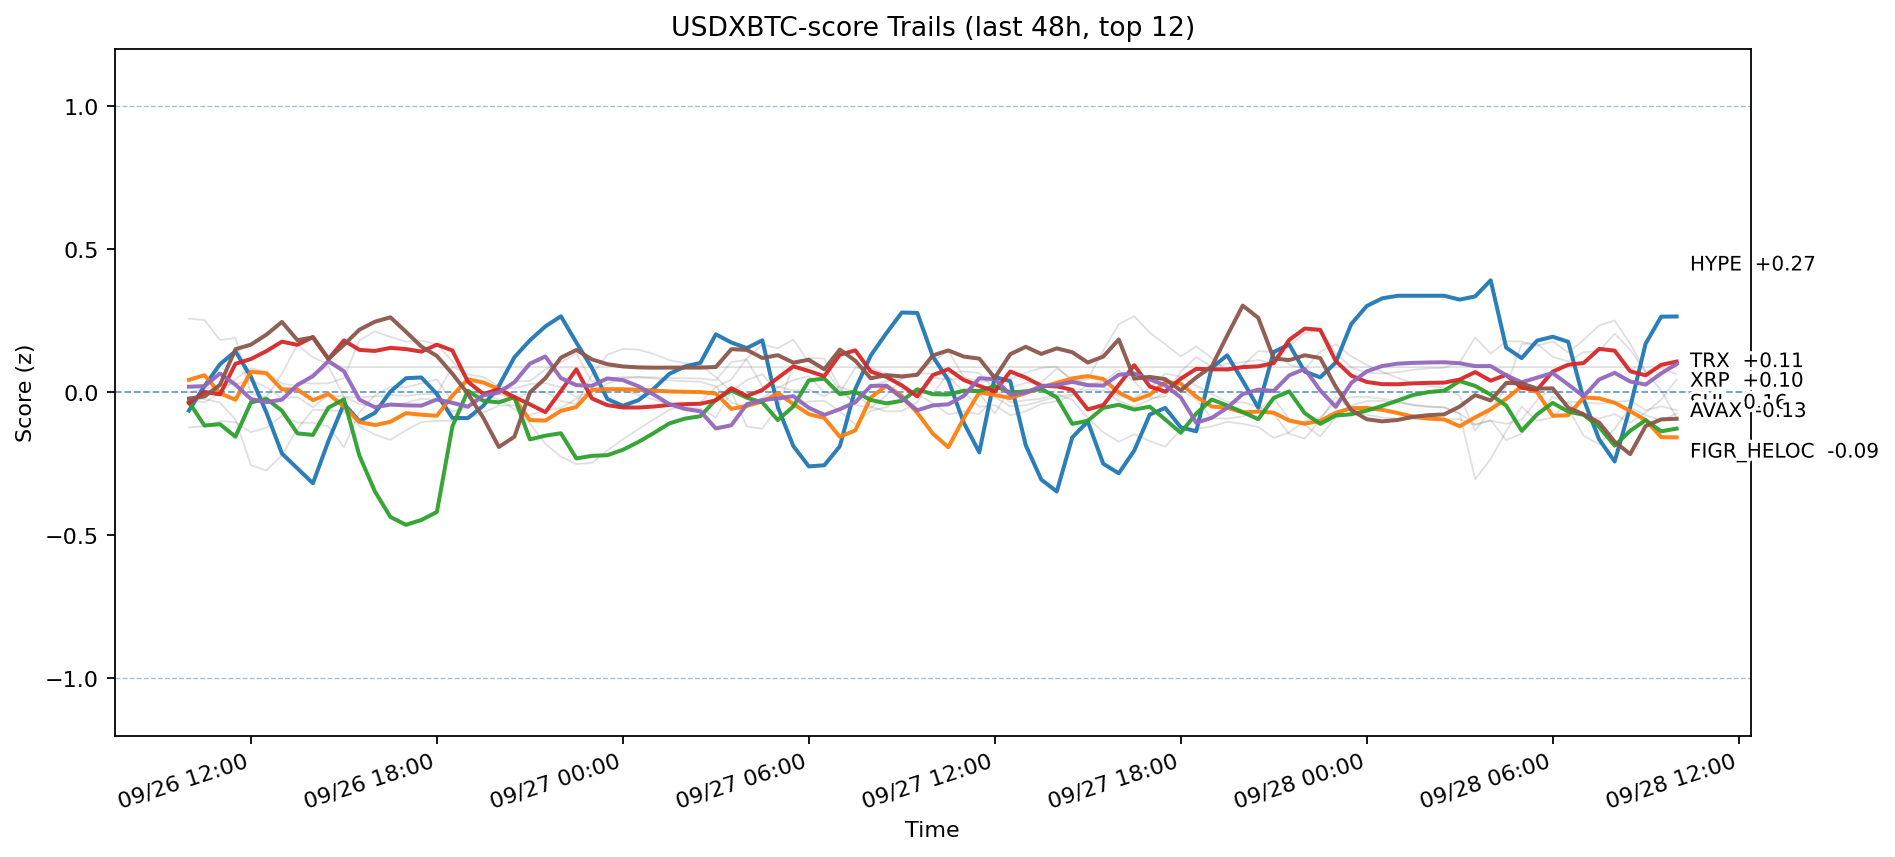 USDXBTC-score Trails (last 48h, top 12)
1.0
0.5
0.0
−0.5
−1.0
Score (z)
HYPE +0.27
TRX +0.11
XRP +0.10
AVAX -0.13
FIGR_HELOC -0.09
09/26 12:00
09/26 18:00
09/27 00:00
09/27 06:00
09/27 12:00
09/27 18:00
09/28 00:00
09/28 06:00
09/28 12:00
Time